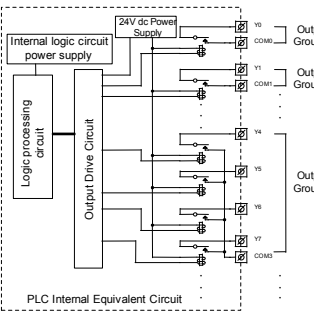 24V dc Power
Supply
Internal logic circuit
power supply
Logic processing
circuit
Output Drive Circuit
Y0
COM0
Y1
COM1
Y4
Y5
Y6
Y7
COM3
Out
Grou
Out
Grou
Out
Grou
PLC Internal Equivalent Circuit